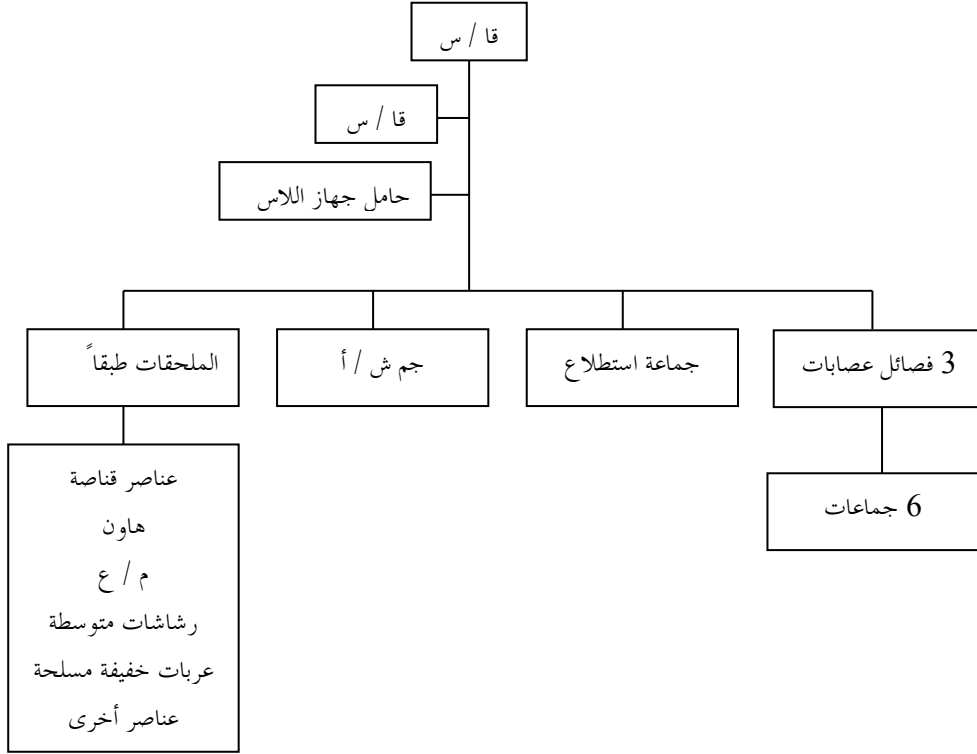 قا / س
قا / س
حامل جهاز اللاس
3 فصائل عصابات
جماعة استطلاع
جم ش / أ
الملحقات طبقاً
6 جماعات
عناصر قناصة
هاون
م / ع
رشاشات متوسطة
عربات خفيفة مسلحة
عناصر أخرى